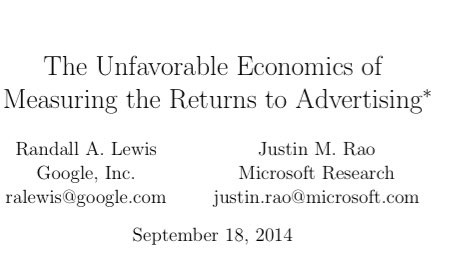 The Unfavorable Economics of
Measuring the Returns to Advertising*
Randall A. Lewis
Google, Inc.
ralewis@google.com
Justin M. Rao
Microsoft Research
justin.rao@microsoft.com
September 18, 2014